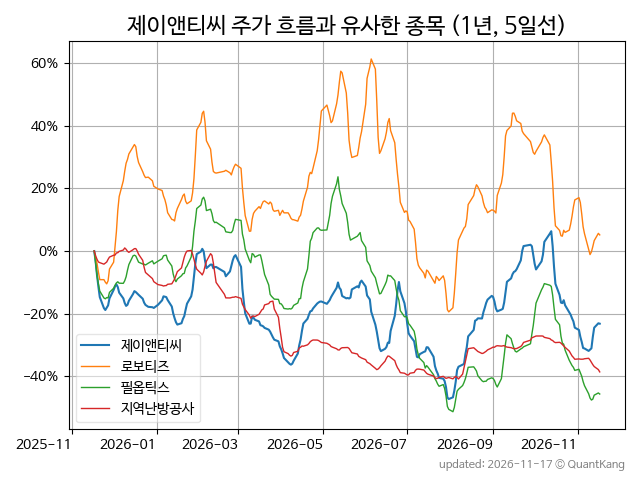 제이앤티씨 주가 흐름과 유사한 종목 (1년, 5일선)
60%
40%
20%
0%
−20%
−40%
제이앤티씨
로보티즈
필옵틱스
지역난방공사
2025-11 2026-01 2026-03 2026-05 2026-07 2026-09 2026-11
updated: 2026-11-17 © QuantKang